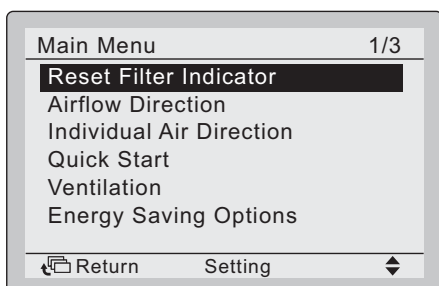 Main Menu 1/3
Reset Filter Indicator
Airflow Direction
Individual Air Direction
Quick Start
Ventilation
Energy Saving Options
Return Setting